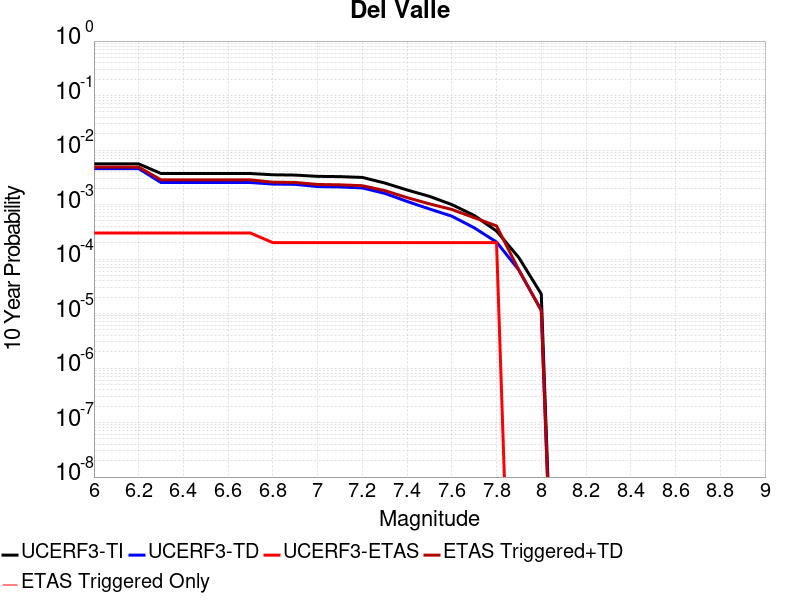 Del Valle
10 Year Probability
10^0
10^-1
10^-2
10^-3
10^-4
10^-5
10^-6
10^-7
10^-8
6 6.2 6.4 6.6 6.8 7 7.2 7.4 7.6 7.8 8 8.2 8.4 8.6 8.8 9
Magnitude
UCERF3-TI UCERF3-TD UCERF3-ETAS ETAS Triggered+TD
ETAS Triggered Only